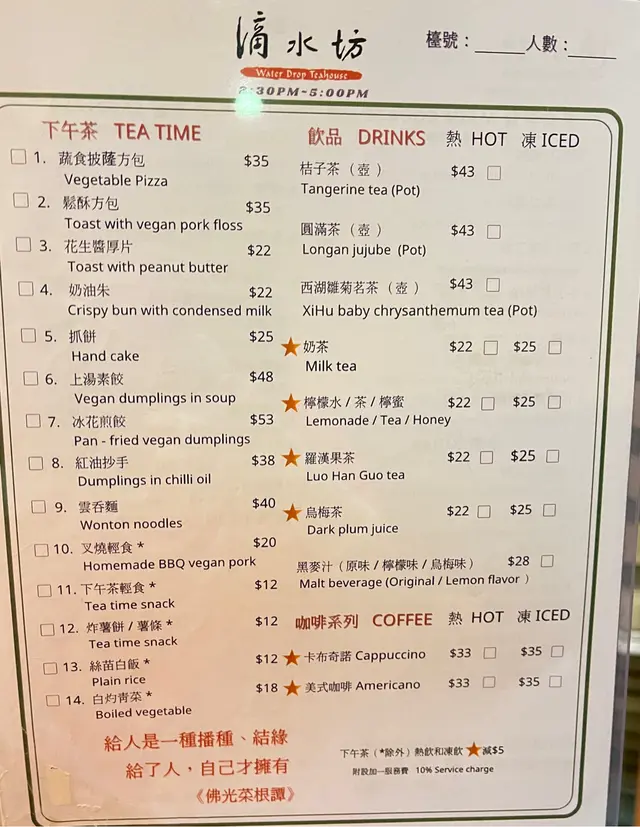 滴水坊
Water Drop Teahouse
2:30PM~5:00PM
檯號：______人數：______
下午茶 TEA TIME
1. 蔬食披薩方包 $35
Vegetable Pizza
2. 鬆酥方包 $35
Toast with vegan pork floss
3. 花生醬厚片 $22
Toast with peanut butter
4. 奶油朱 $22
Crispy bun with condensed milk
5. 抓餅 $25
Hand cake
6. 上湯素餃 $48
Vegan dumplings in soup
7. 冰花煎餃 $53
Pan - fried vegan dumplings
8. 紅油抄手 $38
Dumplings in chilli oil
9. 雲吞麵 $40
Wonton noodles
10. 叉燒輕食 * $20
Homemade BBQ vegan pork
11. 下午茶輕食 * $12
Tea time snack
12. 炸薯餅 / 薯條 * $12
Tea time snack
13. 絲苗白飯 * $12
Plain rice
14. 白灼青菜 * $18
Boiled vegetable
給人是一種播種、結緣
給了人，自己才擁有
《佛光菜根譚》
飲品 DRINKS 熱 HOT 凍 ICED
桔子茶（壺） $43
Tangerine tea (Pot)
圓滿茶（壺） $43
Longan jujube (Pot)
西湖雛菊茗茶（壺） $43
XiHu baby chrysanthemum tea (Pot)
★奶茶 $22 $25
Milk tea
★檸檬水 / 茶 / 檸蜜 $22 $25
Lemonade / Tea / Honey
★羅漢果茶 $22 $25
Luo Han Guo tea
★烏梅茶 $22 $25
Dark plum juice
黑麥汁（原味 / 檸檬味 / 烏梅味） $28
Malt beverage (Original / Lemon flavor )
咖啡系列 COFFEE 熱 HOT 凍 ICED
★卡布奇諾 Cappuccino $33 $35
★美式咖啡 Americano $33 $35
下午茶（*除外）熱飲和凍飲★減$5
附設加一服務費 10% Service charge